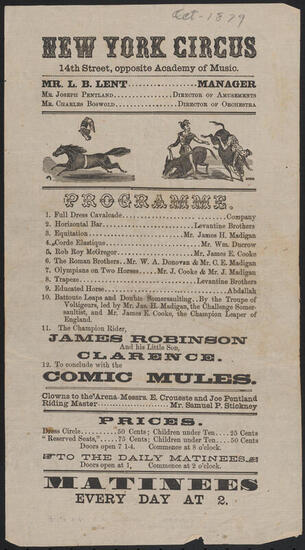 Oct-1879
NEW YORK CIRCUS
14th Street, opposite Academy of Music.
MR. L. B. LENT..............MANAGER
MR. JOSEPH PENTLAND..............DIRECTOR OF AMUSEMENTS
MR. CHARLES BOSWOLD..............DIRECTOR OF ORCHESTRA
PROGRAMME.
1. Full Dress Cavalcade..............Company
2. Horizontal Bar..............Levantine Brothers
3. Equitation..............Mr. James H. Madigan
4. Corde Elastique..............Mr. Wm. Ducrow
5. Rob Roy McGregor..............Mr. James E. Cooke
6. The Roman Brothers..Mr. W. A. Donovan & Mr. C. E. Madigan
7. Olympians on Two Horses.....Mr. J. Cooke & Mr. J. Madigan
8. Trapeze..............Levantine Brothers
9. Educated Horse..............Abdallah
10. Battoute Leaps and Double Somersaulting. By the Troupe of
Voltigeurs, led by Mr. Jas. H. Madigan, the Challenge Somer-
saultist, and Mr. James E. Cooke, the Champion Leaper of
England.
11. The Champion Rider,
JAMES ROBINSON
And his Little Son,
CLARENCE.
12. To conclude with the
COMIC MULES.
Clowns to the Arena-Messrs. E. Croueste and Joe Pentland
Riding Master..............Mr. Samuel P. Stickney
PRICES.
Dress Circle..............50 Cents; Children under Ten....25 Cents
"Reserved Seats,"......75 Cents; Children under Ten....50 Cents
Doors open 7 1-4. Commence at 8 o'clock.
TO THE DAILY MATINEES.
Doors open at 1, Commence at 2 o'clock.
MATINEES
EVERY DAY AT 2.